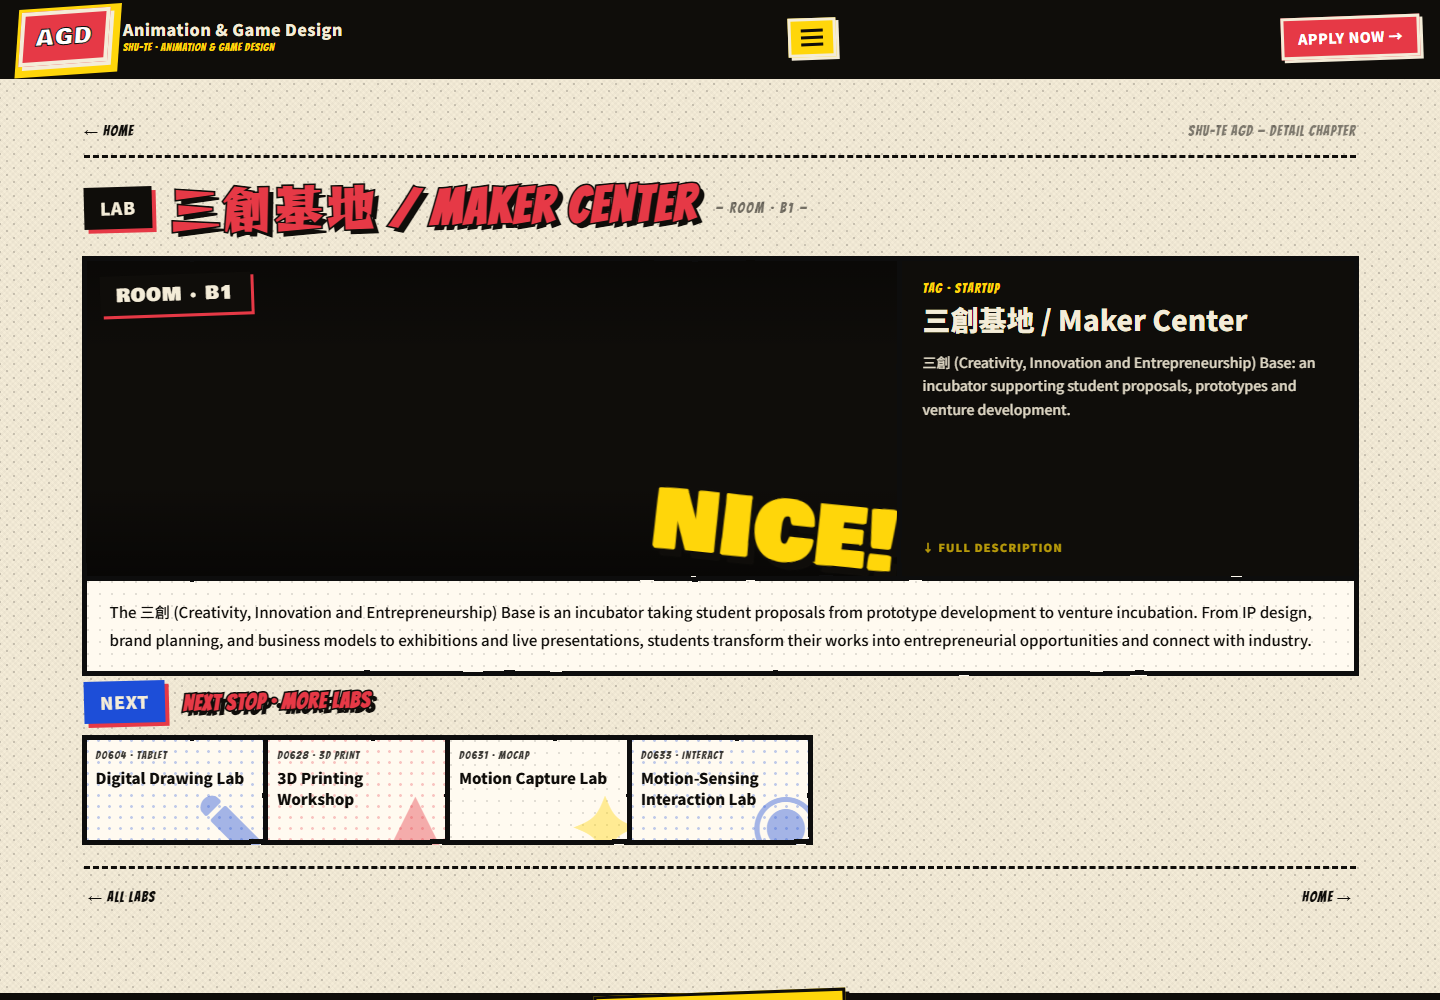 AGD
Animation & Game Design
SHU-TE · ANIMATION & GAME DESIGN
APPLY NOW →
← HOME
SHU-TE AGD — DETAIL CHAPTER
LAB
三創基地 / MAKER CENTER
— ROOM · B1 —
ROOM · B1
NICE!
TAG · STARTUP
三創基地 / Maker Center
三創 (Creativity, Innovation and Entrepreneurship) Base: an
incubator supporting student proposals, prototypes and
venture development.
↓ FULL DESCRIPTION
The 三創 (Creativity, Innovation and Entrepreneurship) Base is an incubator taking student proposals from prototype development to venture incubation. From IP design,
brand planning, and business models to exhibitions and live presentations, students transform their works into entrepreneurial opportunities and connect with industry.
NEXT
NEXT STOP · MORE LABS
D0604 · TABLET
Digital Drawing Lab
D0628 · 3D PRINT
3D Printing
Workshop
D0631 · MOCAP
Motion Capture Lab
D0633 · INTERACT
Motion-Sensing
Interaction Lab
← ALL LABS
HOME →